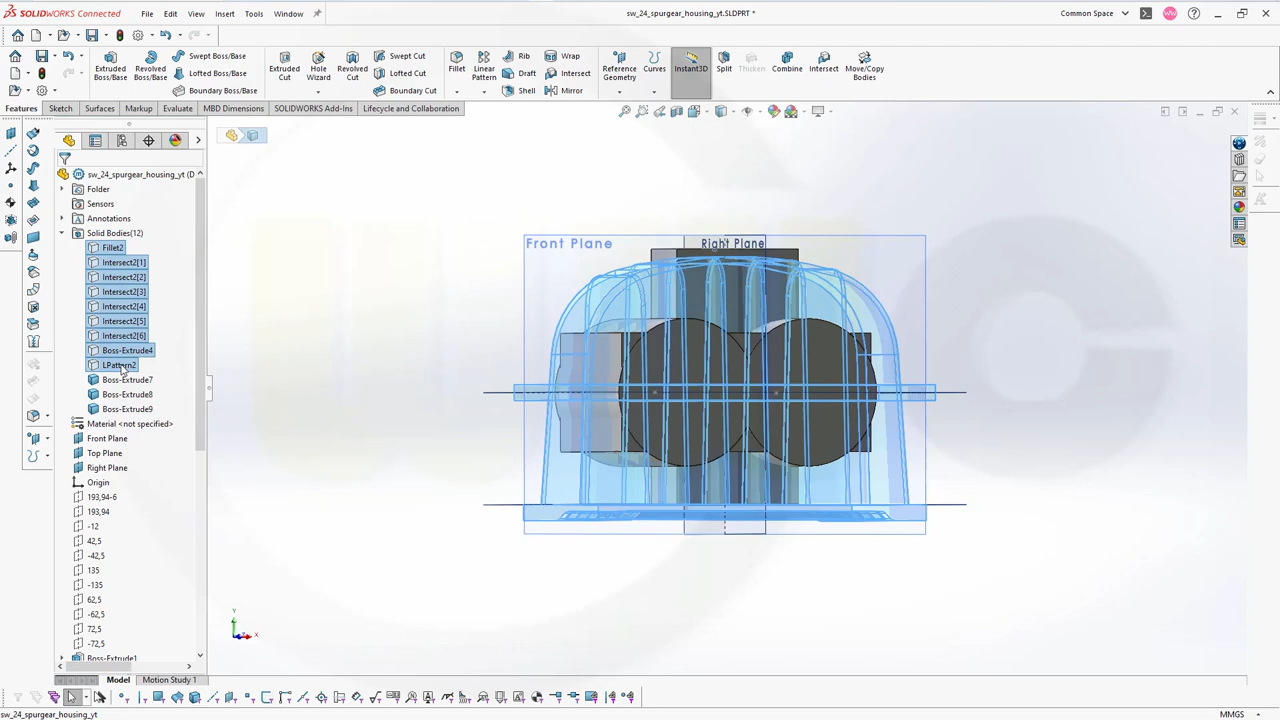 SOLIDWORKS Connected
File
Edit
View
Insert
Tools
Window
sw_24_spurgear_housing_yt.SLDPRT *
Common Space
WW
Extruded Boss/Base
Revolved Boss/Base
Swept Boss/Base
Lofted Boss/Base
Boundary Boss/Base
Extruded Cut
Hole Wizard
Revolved Cut
Swept Cut
Lofted Cut
Boundary Cut
Fillet
Linear Pattern
Rib
Draft
Shell
Wrap
Intersect
Mirror
Reference Geometry
Curves
Instant3D
Split
Thicken
Combine
Intersect
Move/Copy Bodies
Features
Sketch
Surfaces
Markup
Evaluate
MBD Dimensions
SOLIDWORKS Add-Ins
Lifecycle and Collaboration
sw_24_spurgear_housing_yt (D
Folder
Sensors
Annotations
Solid Bodies(12)
Fillet2
Intersect2[1]
Intersect2[2]
Intersect2[3]
Intersect2[4]
Intersect2[5]
Intersect2[6]
Boss-Extrude4
LPattern2
Boss-Extrude7
Boss-Extrude8
Boss-Extrude9
Material <not specified>
Front Plane
Top Plane
Right Plane
Origin
193,94-6
193,94
-12
42,5
-42,5
135
-135
62,5
-62,5
72,5
-72,5
Boss-Extrude1
Front Plane
Right Plane
Y
X
Model
Motion Study 1
sw_24_spurgear_housing_yt
MMGS